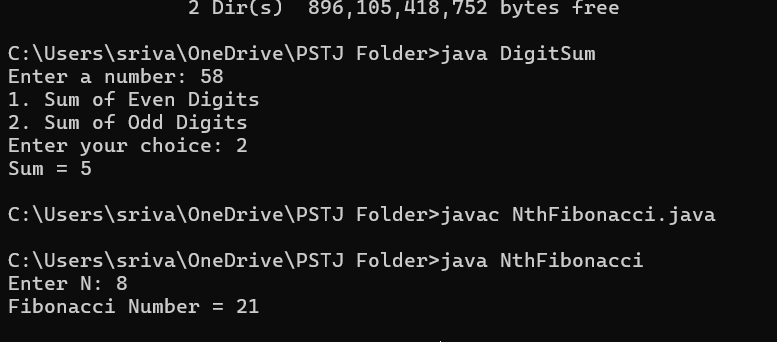 2 Dir(s)  896,105,418,752 bytes free
C:\Users\sriva\OneDrive\PSTJ Folder>java DigitSum
Enter a number: 58
1. Sum of Even Digits
2. Sum of Odd Digits
Enter your choice: 2
Sum = 5
C:\Users\sriva\OneDrive\PSTJ Folder>javac NthFibonacci.java
C:\Users\sriva\OneDrive\PSTJ Folder>java NthFibonacci
Enter N: 8
Fibonacci Number = 21